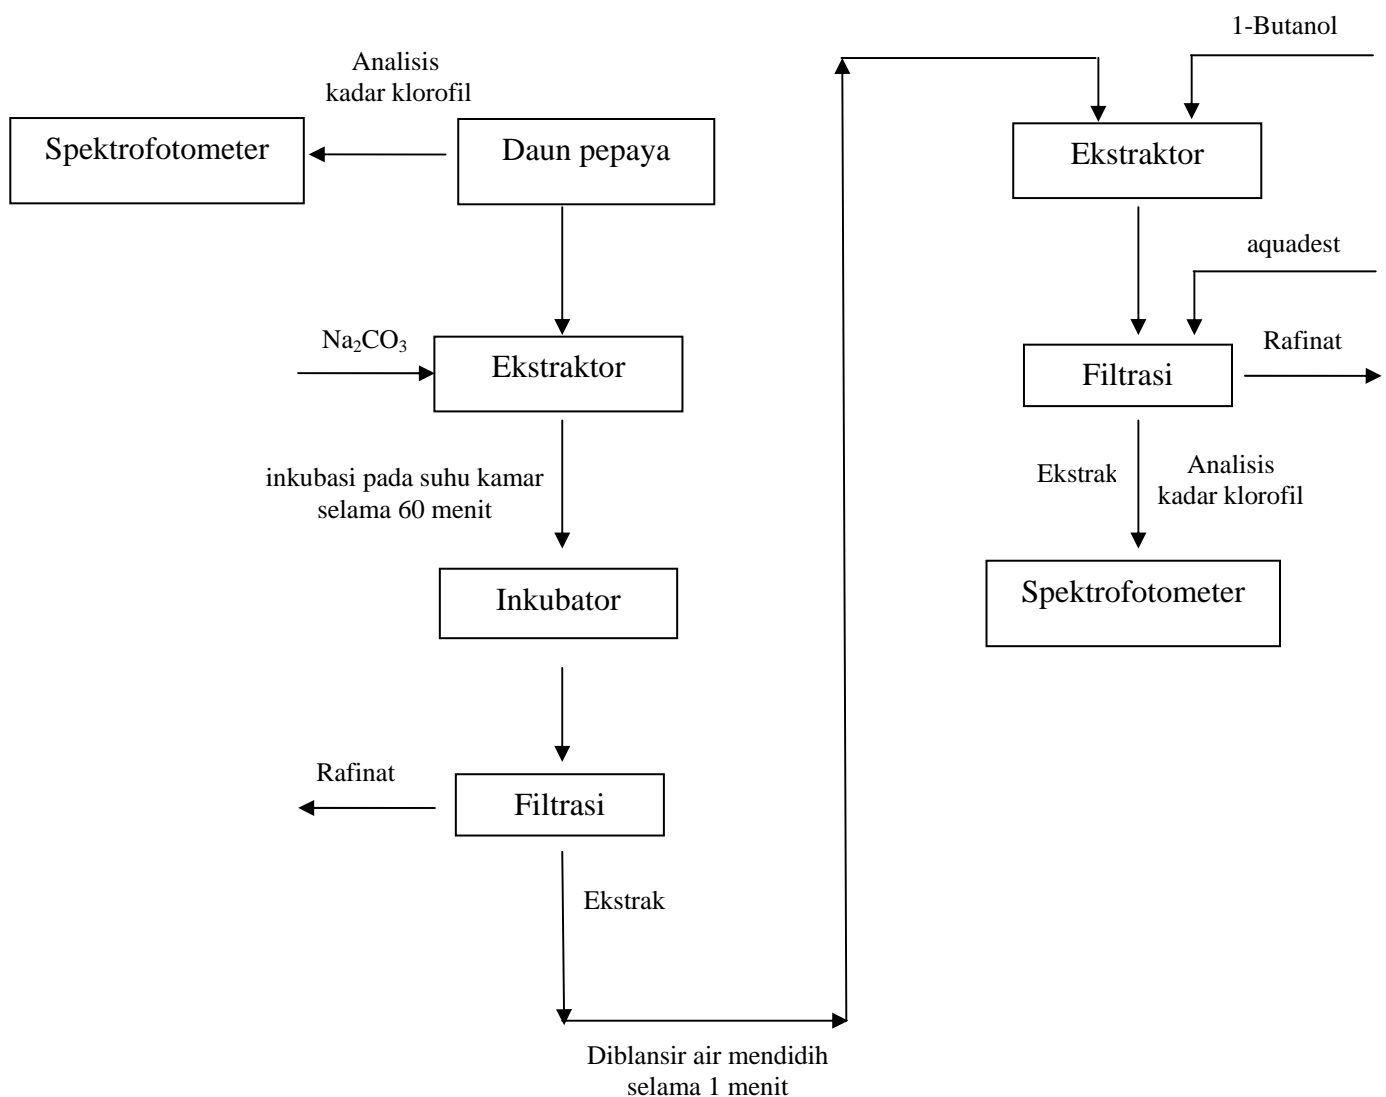 Analisis
kadar klorofil
Spektrofotometer
Daun pepaya
Na₂CO₃
Ekstraktor
inkubasi pada suhu kamar
selama 60 menit
Inkubator
Rafinat
Filtrasi
Ekstrak
Diblansir air mendidih
selama 1 menit
1-Butanol
Ekstraktor
aquadest
Rafinat
Filtrasi
Ekstrak
Analisis
kadar klorofil
Spektrofotometer